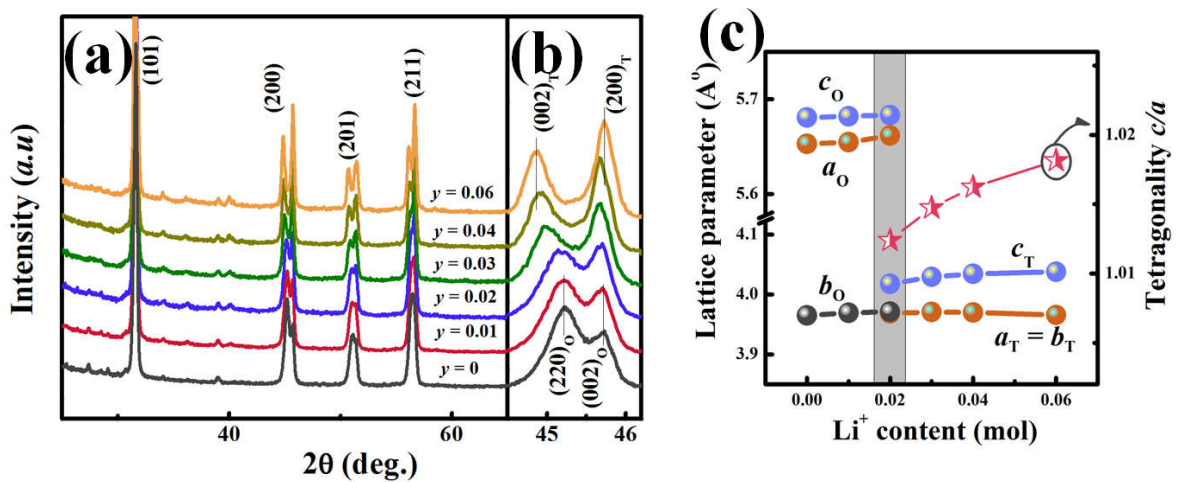 (a)
(101)
(200)
(201)
(211)
y = 0.06
y = 0.04
y = 0.03
y = 0.02
y = 0.01
y = 0
Intensity (a.u)
40
60
2θ (deg.)
(b)
(002)T
(200)T
(220)O
(002)O
45
46
(c)
Lattice parameter (Aº)
5.7
5.6
4.1
4.0
3.9
cO
aO
bO
cT
aT = bT
0.00
0.02
0.04
0.06
Li⁺ content (mol)
1.02
1.01
Tetragonality c/a